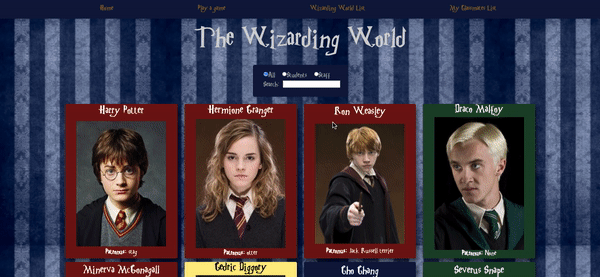 Home Play a game Wizarding World List My Character List
The Wizarding World
All Students Staff
Search:
Harry Potter Hermione Granger Ron Weasley Draco Malfoy
Patronus: stag Patronus: otter Patronus: Jack Russell terrier Patronus: None
Minerva McGonagall Cedric Diggory Cho Chang Severus Snape